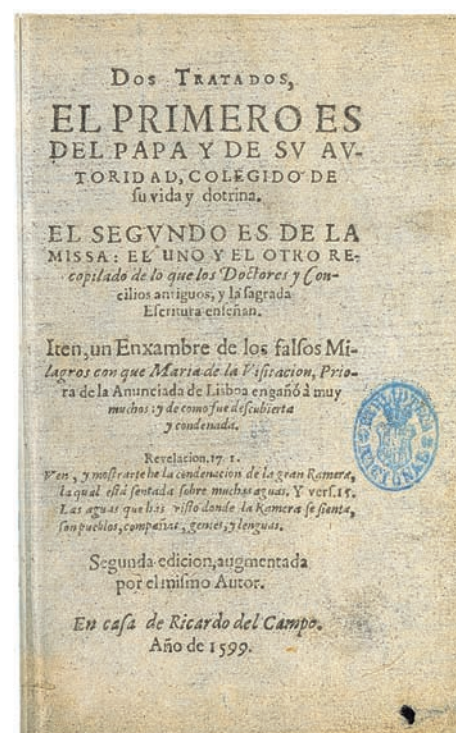 Dos Tratados,
EL PRIMERO ES
DEL PAPA Y DE SV AV-
TORIDAD, COLEGIDO DE
ſu vida y dotrina.
EL SEGVNDO ES DE LA
MISSA: EL UNO Y EL OTRO RE-
copilado de lo que los Doctores y Con-
cilios antiguos, y la ſagrada
Eſcritura enſeñan.
Iten, un Enxambre de los falſos Mi-
lagros con que Maria de la Viſitacion, Prio-
ra de la Anunciada de Lisboa engañó à muy
muchos: y de como fue deſcubierta
y condenada.
Revelacion. 17 1.
Ven, y moſtrarte he la condenacion de la gran Ramera,
la qual eſtá ſentada ſobre muchas aguas. Y verſ. 15.
Las aguas que has viſto donde la Ramera ſe ſienta,
ſon pueblos, compañias, gentes, y lenguas.
Segunda edicion, augmentada
por el miſmo Autor.
En caſa de Ricardo del Campo.
Año de 1599.